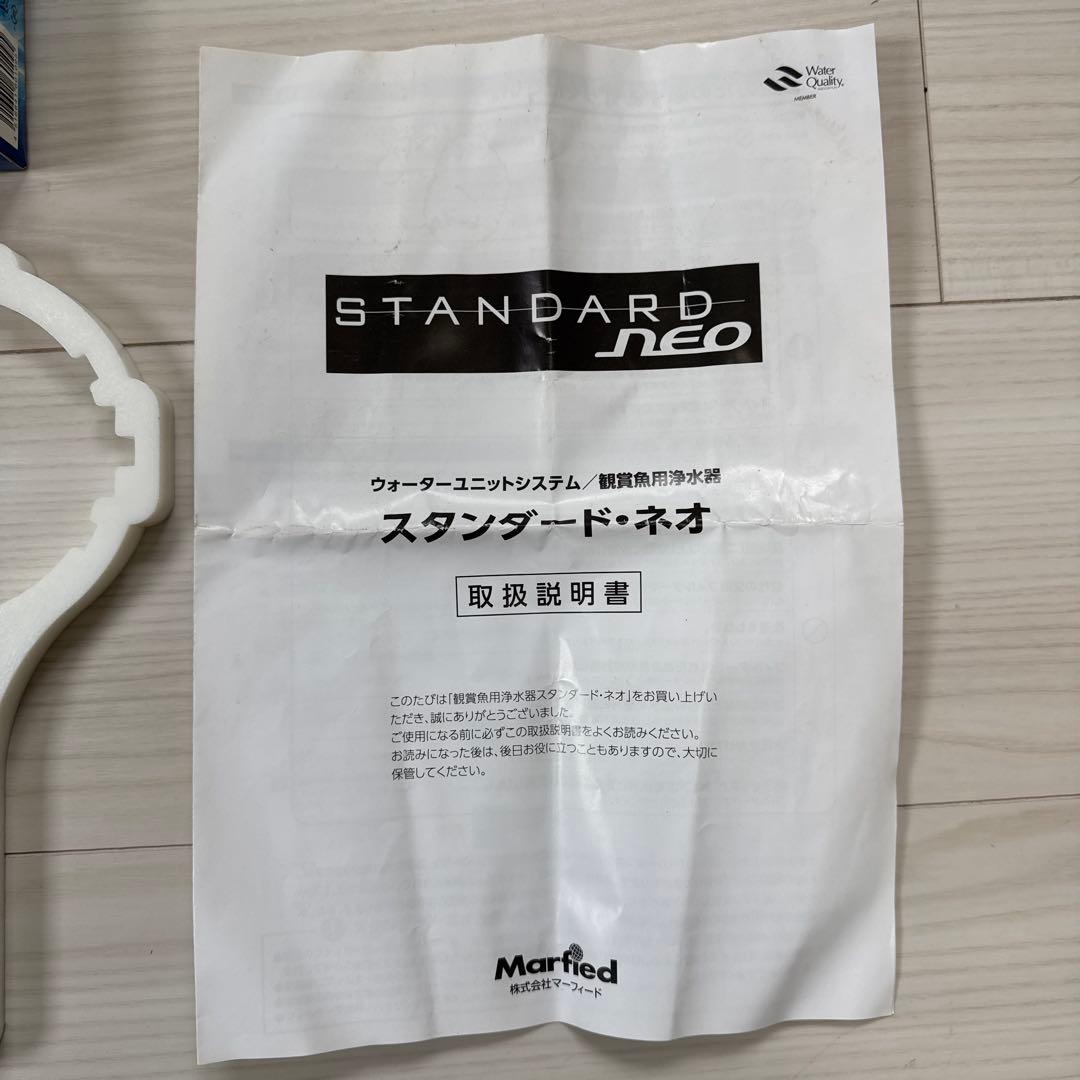 Water
Quality
MEMBER
STANDARD
NEO
ウォーターユニットシステム/観賞魚用浄水器
スタンダード・ネオ
取扱説明書
このたびは「観賞魚用浄水器スタンダード・ネオ」をお買い上げい
ただき、誠にありがとうございました。
ご使用になる前に必ずこの取扱説明書をよくお読みください。
お読みになった後は、後日お役に立つこともありますので、大切に
保管してください。
Marfied
株式会社マーフィード